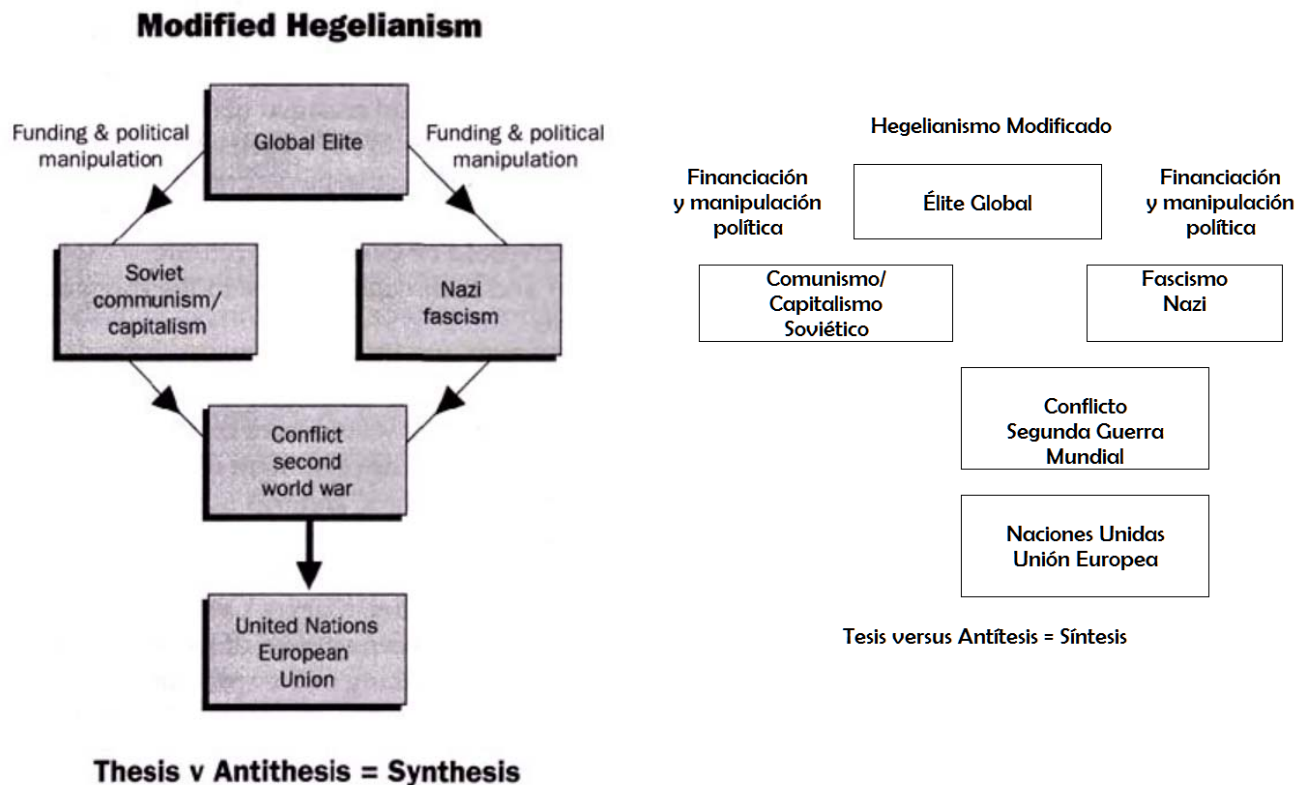 Modified Hegelianism
Funding & political
manipulation
Global Elite
Funding & political
manipulation
Soviet
communism/
capitalism
Nazi
fascism
Conflict
second
world war
United Nations
European
Union
Thesis v Antithesis = Synthesis
Hegelianismo Modificado
Financiación
y manipulación
política
Élite Global
Financiación
y manipulación
política
Comunismo/
Capitalismo
Soviético
Fascismo
Nazi
Conflicto
Segunda Guerra
Mundial
Naciones Unidas
Unión Europea
Tesis versus Antítesis = Síntesis